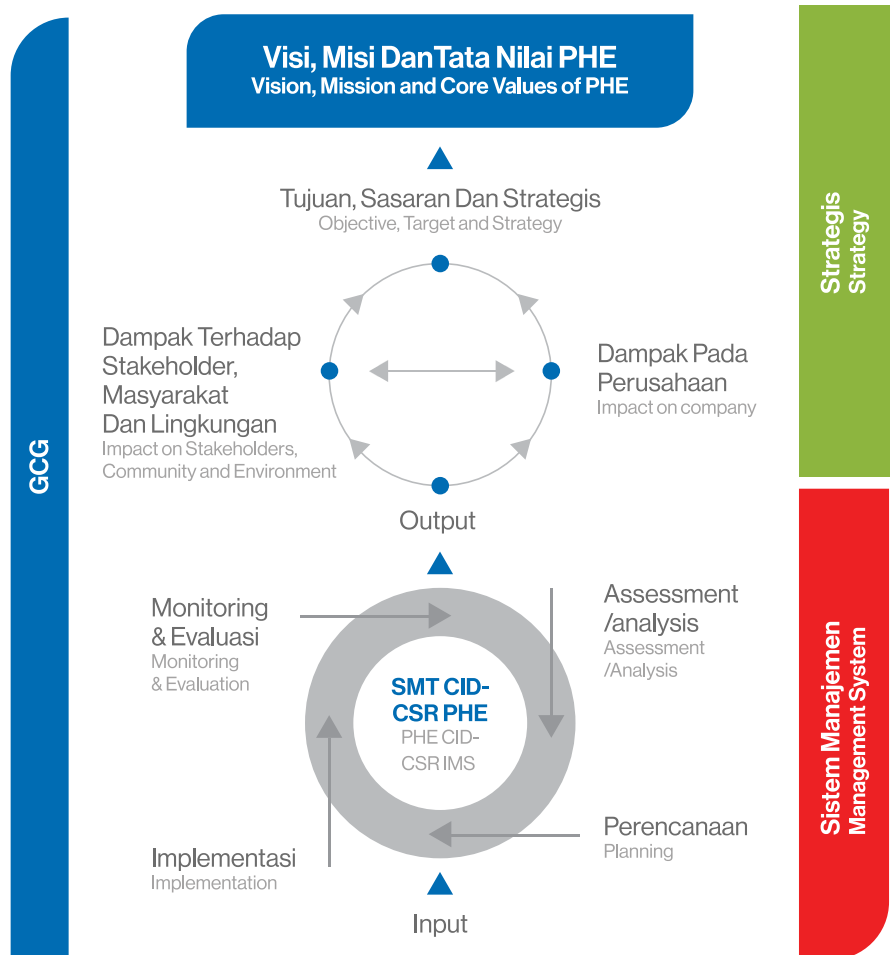 Visi, Misi DanTata Nilai PHE
Vision, Mission and Core Values of PHE
Tujuan, Sasaran Dan Strategis
Objective, Target and Strategy
Dampak Terhadap
Stakeholder,
Masyarakat
Dan Lingkungan
Impact on Stakeholders,
Community and Environment
Dampak Pada
Perusahaan
Impact on company
Output
Monitoring
& Evaluasi
Monitoring
& Evaluation
Assessment
/analysis
Assessment
/Analysis
SMT CID-
CSR PHE
PHE CID-
CSR IMS
Implementasi
Implementation
Perencanaan
Planning
Input
GCG
Strategis
Strategy
Sistem Manajemen
Management System